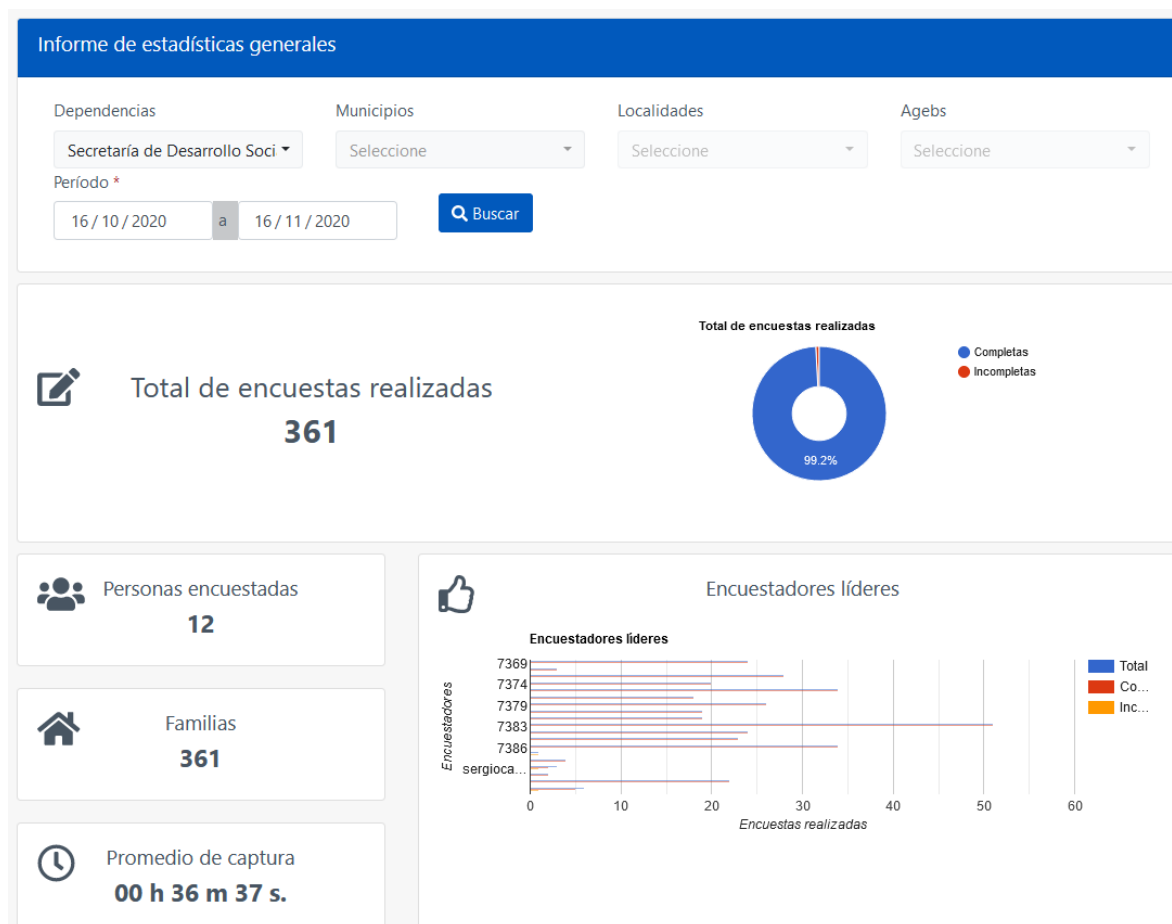 Informe de estadísticas generales
Dependencias Municipios Localidades Agebs
Secretaría de Desarrollo Soci Seleccione Seleccione Seleccione
Período *
16 / 10 / 2020 a 16 / 11 / 2020 Buscar
Total de encuestas realizadas
361
Total de encuestas realizadas
99.2%
Completas
Incompletas
Personas encuestadas
12
Familias
361
Promedio de captura
00 h 36 m 37 s.
Encuestadores líderes
Encuestadores líderes
Encuestadores
7369
7374
7379
7383
7386
sergioca...
0 10 20 30 40 50 60
Encuestas realizadas
Total
Co...
Inc...